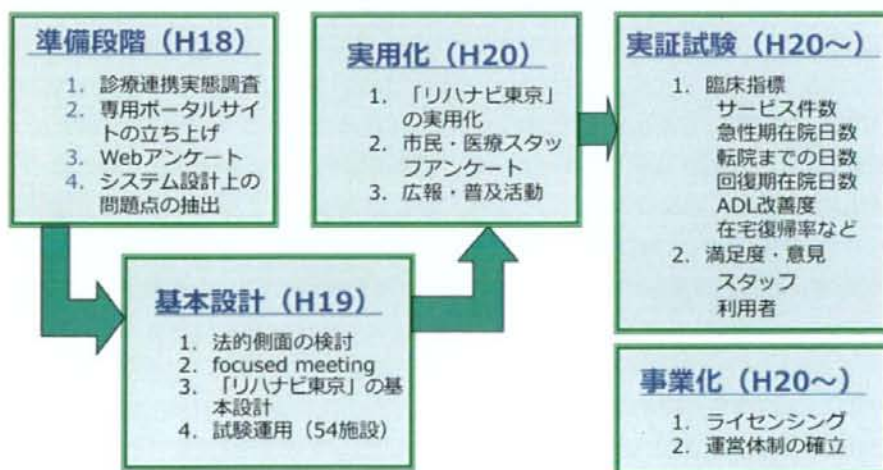 準備段階（H18）
1. 診療連携実態調査
2. 専用ポータルサイ
トの立ち上げ
3. Webアンケート
4. システム設計上の
問題点の抽出
基本設計（H19）
1. 法的側面の検討
2. focused meeting
3. 「リハナビ東京」の基
本設計
4. 試験運用（54施設）
実用化（H20）
1. 「リハナビ東京」
の実用化
2. 市民・医療スタッ
フアンケート
3. 広報・普及活動
実証試験（H20～）
1. 臨床指標
サービス件数
急性期在院日数
転院までの日数
回復期在院日数
ADL改善度
在宅復帰率など
2. 満足度・意見
スタッフ
利用者
事業化（H20～）
1. ライセンシング
2. 運営体制の確立